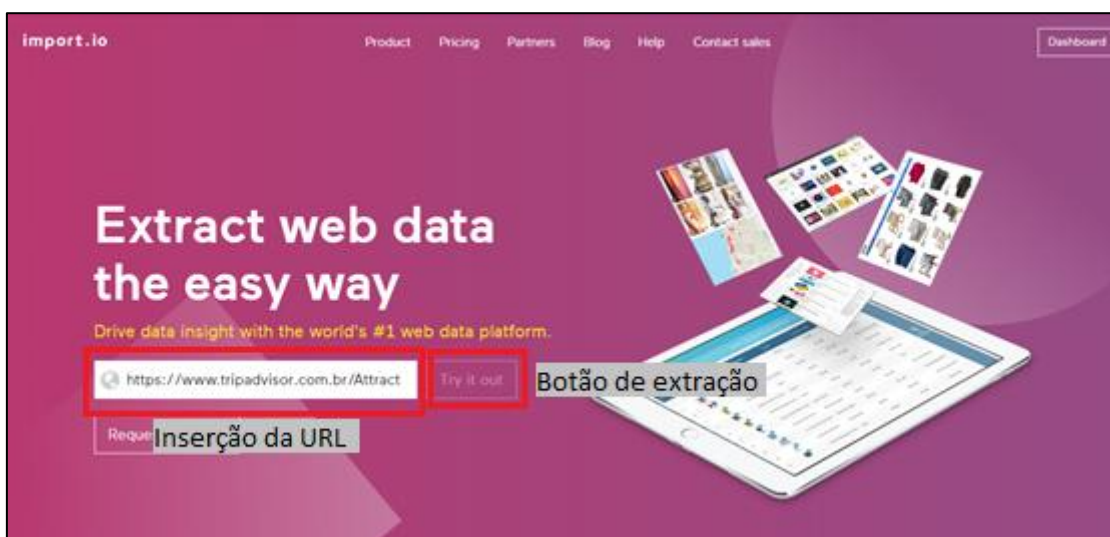 import.io
Product Pricing Partners Blog Help Contact sales
Dashboard
Extract web data
the easy way
Drive data insight with the world's #1 web data platform.
https://www.tripadvisor.com.br/Attract
Try it out
Botão de extração
Inserção da URL